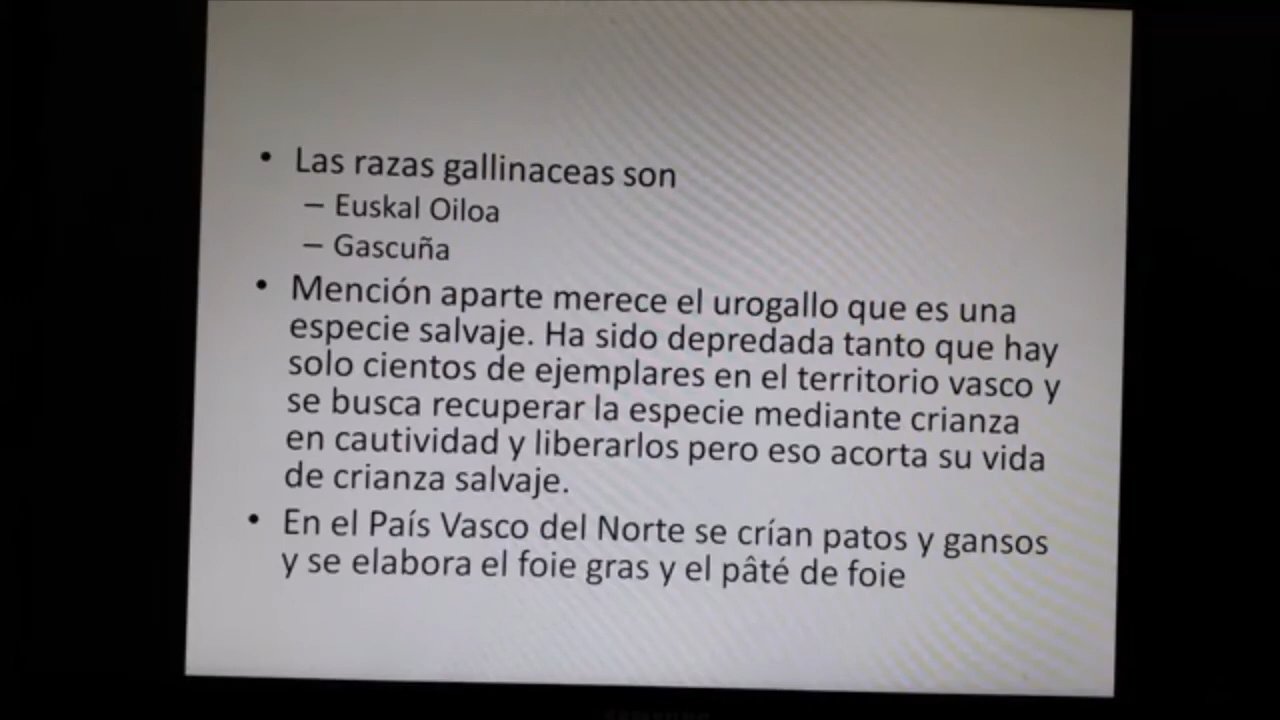 • Las razas gallinaceas son
– Euskal Oiloa
– Gascuña
• Mención aparte merece el urogallo que es una
especie salvaje. Ha sido depredada tanto que hay
solo cientos de ejemplares en el territorio vasco y
se busca recuperar la especie mediante crianza
en cautividad y liberarlos pero eso acorta su vida
de crianza salvaje.
• En el País Vasco del Norte se crían patos y gansos
y se elabora el foie gras y el pâté de foie